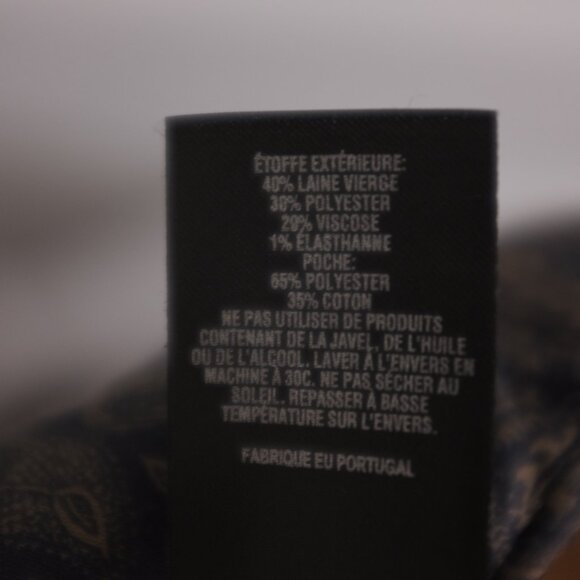 ÉTOFFE EXTÉRIEURE:
40% LAINE VIERGE
30% POLYESTER
29% VISCOSE
1% ÉLASTHANNE
POCHE:
65% POLYESTER
35% COTON
NE PAS UTILISER DE PRODUITS
CONTENANT DE LA JAVEL, DE L'HUILE
OU DE L'ALCOOL. LAVER À L'ENVERS EN
MACHINE À 30C. NE PAS SÉCHER AU
SOLEIL. REPASSER À BASSE
TEMPÉRATURE SUR L'ENVERS.
FABRIQUE EU PORTUGAL